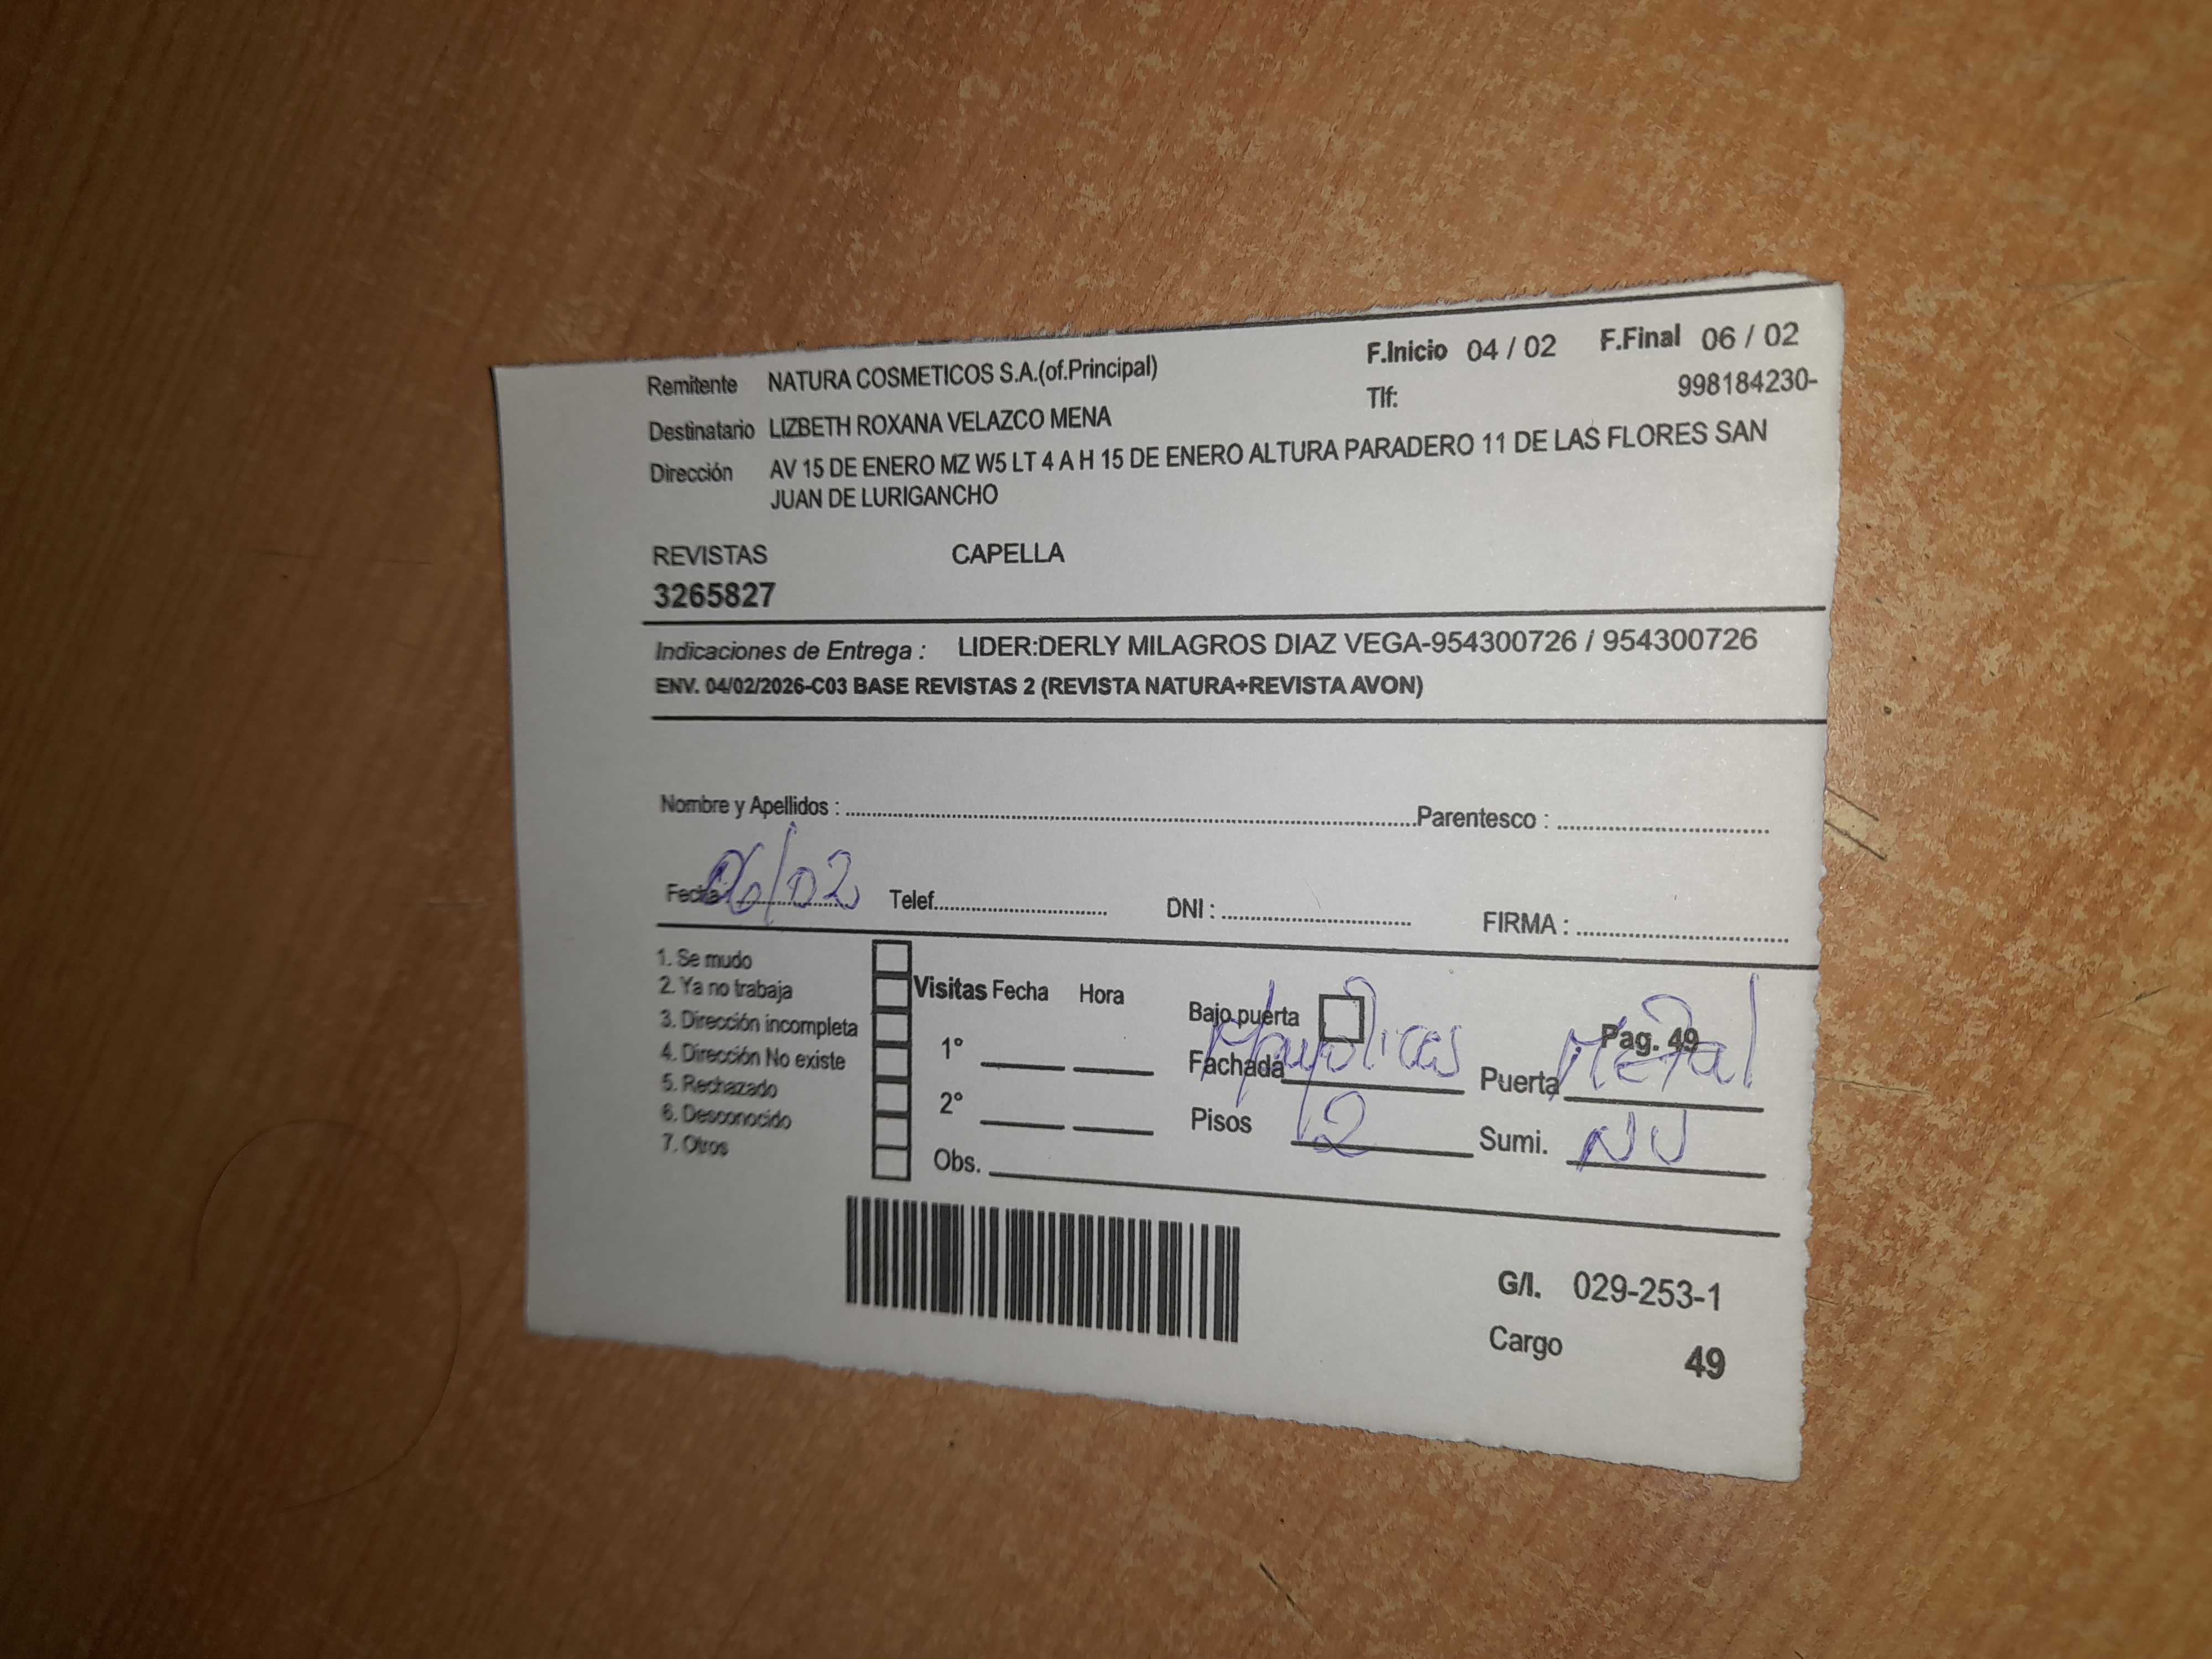 Remitente NATURA COSMETICOS S.A.(of.Principal) F.Inicio 04 / 02 F.Final 06 / 02
Destinatario LIZBETH ROXANA VELAZCO MENA Tlf: 998184230-
Dirección AV 15 DE ENERO MZ W5 LT 4 A H 15 DE ENERO ALTURA PARADERO 11 DE LAS FLORES SAN
JUAN DE LURIGANCHO
REVISTAS CAPELLA
3265827
Indicaciones de Entrega : LIDER:DERLY MILAGROS DIAZ VEGA-954300726 / 954300726
ENV. 04/02/2026-C03 BASE REVISTAS 2 (REVISTA NATURA+REVISTA AVON)
Nombre y Apellidos : Parentesco :
Fecha 06/02 Telef. DNI : FIRMA :
1. Se mudo
2. Ya no trabaja Visitas Fecha Hora Bajo puerta
3. Dirección incompleta 1° Pag. 49
4. Dirección No existe Fachada Puerta Metal
5. Rechazado 2° Pisos 2 Sumi. NU
6. Desconocido
7. Otros Obs.
G/I. 029-253-1
Cargo 49